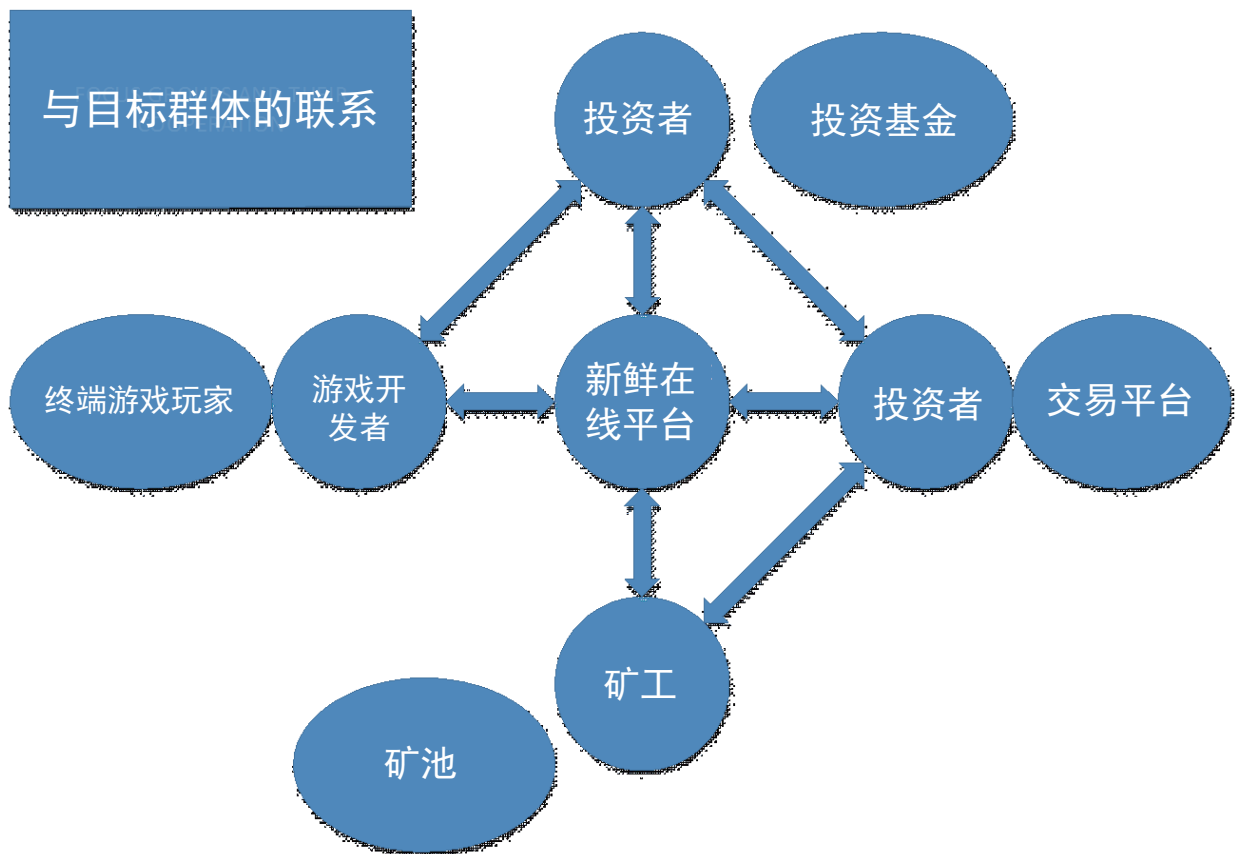 与目标群体的联系
投资者
投资基金
终端游戏玩家
游戏开
发者
新鲜在
线平台
投资者
交易平台
矿工
矿池